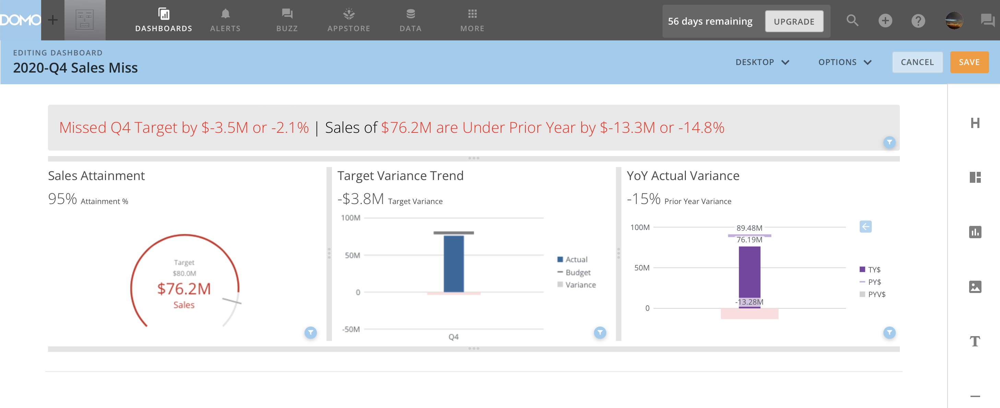 DOMO
DASHBOARDS
ALERTS
BUZZ
APPSTORE
DATA
MORE
56 days remaining
UPGRADE
EDITING DASHBOARD
2020-Q4 Sales Miss
DESKTOP
OPTIONS
CANCEL
SAVE
Missed Q4 Target by $-3.5M or -2.1% | Sales of $76.2M are Under Prior Year by $-13.3M or -14.8%
Sales Attainment
95% Attainment %
Target
$80.0M
$76.2M
Sales
Target Variance Trend
-$3.8M Target Variance
100M
50M
0
-50M
Q4
Actual
Budget
Variance
YoY Actual Variance
-15% Prior Year Variance
100M
50M
0
89.48M
76.19M
-13.28M
TY$
PY$
PYV$
H
T